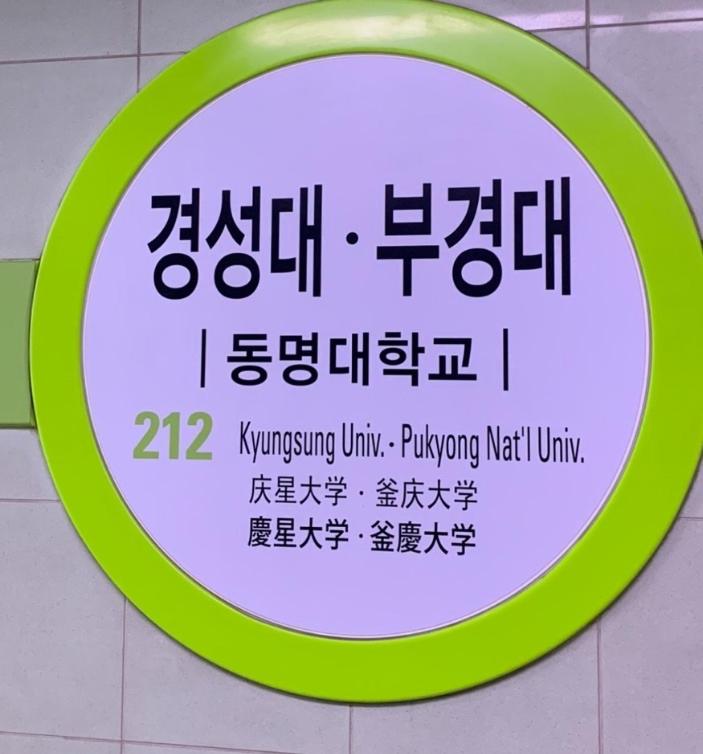 경성대·부경대
| 동명대학교 |
212 Kyungsung Univ.·Pukyong Nat'l Univ.
庆星大学·釜庆大学
慶星大学·釜慶大学